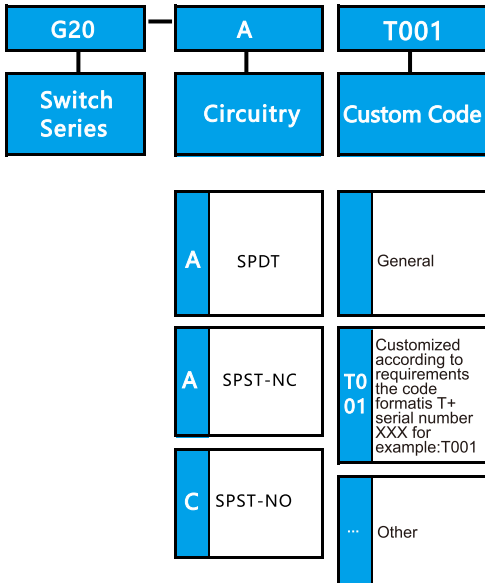 G20
A
T001
Switch
Series
Circuitry
Custom Code
A
SPDT
General
A
SPST-NC
T0
01
Customized
according to
requirements
the code
formatis T+
serial number
XXX for
example:T001
C
SPST-NO
...
Other